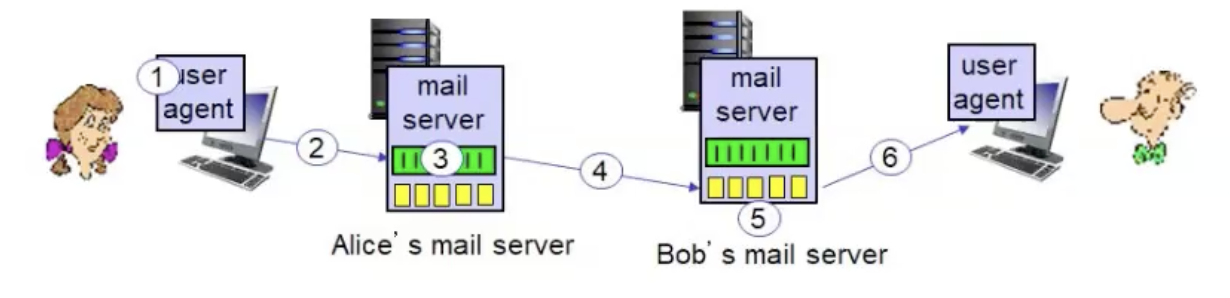 1
user
agent
2
mail
server
3
Alice's mail server
4
mail
server
5
Bob's mail server
6
user
agent